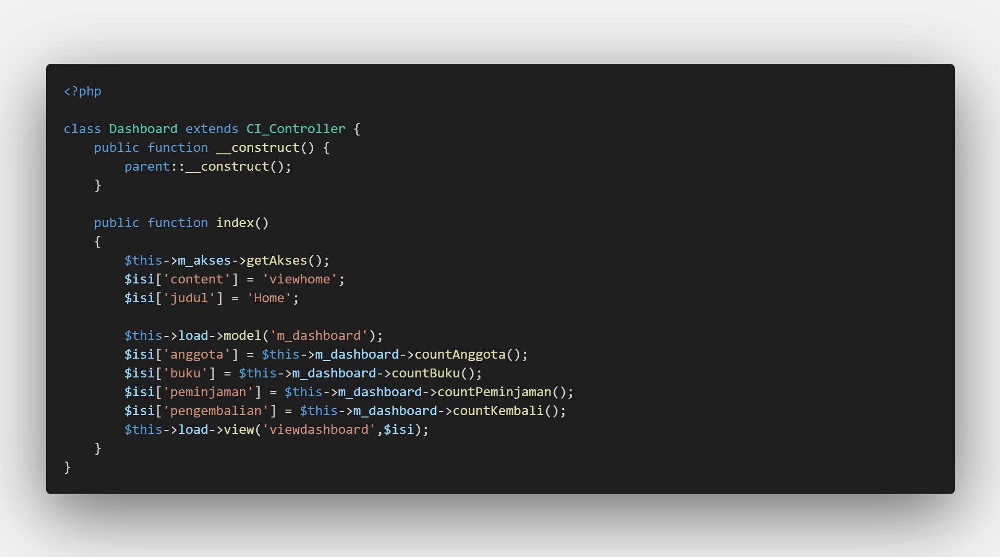 <?php
class Dashboard extends CI_Controller {
    public function __construct() {
        parent::__construct();
    }
    public function index()
    {
        $this->m_akses->getAkses();
        $isi['content'] = 'viewhome';
        $isi['judul'] = 'Home';
        $this->load->model('m_dashboard');
        $isi['anggota'] = $this->m_dashboard->countAnggota();
        $isi['buku'] = $this->m_dashboard->countBuku();
        $isi['peminjaman'] = $this->m_dashboard->countPeminjaman();
        $isi['pengembalian'] = $this->m_dashboard->countKembali();
        $this->load->view('viewdashboard',$isi);
    }
}